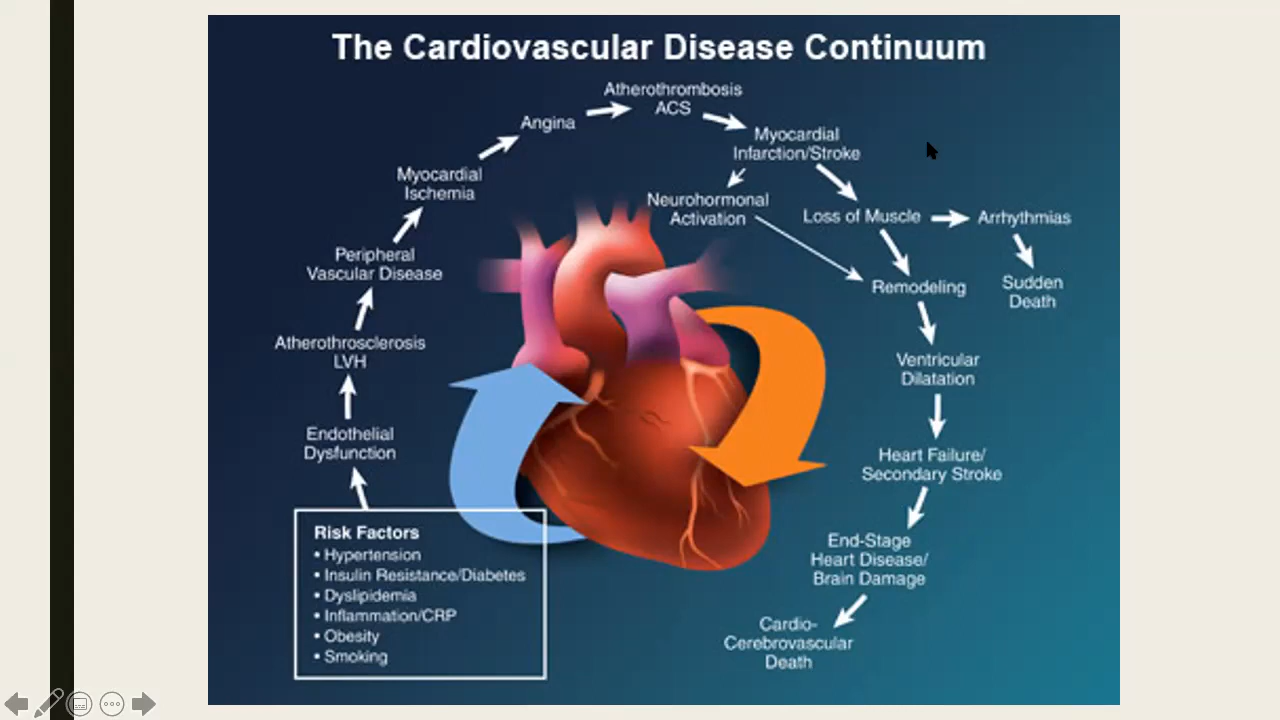 The Cardiovascular Disease Continuum
Atherothrombosis
ACS
Angina
Myocardial
Infarction/Stroke
Myocardial
Ischemia
Neurohormonal
Activation
Loss of Muscle
Arrhythmias
Peripheral
Vascular Disease
Remodeling
Sudden
Death
Atherothrosclerosis
LVH
Ventricular
Dilatation
Endothelial
Dysfunction
Heart Failure/
Secondary Stroke
Risk Factors
• Hypertension
• Insulin Resistance/Diabetes
• Dyslipidemia
• Inflammation/CRP
• Obesity
• Smoking
End-Stage
Heart Disease/
Brain Damage
Cardio-
Cerebrovascular
Death